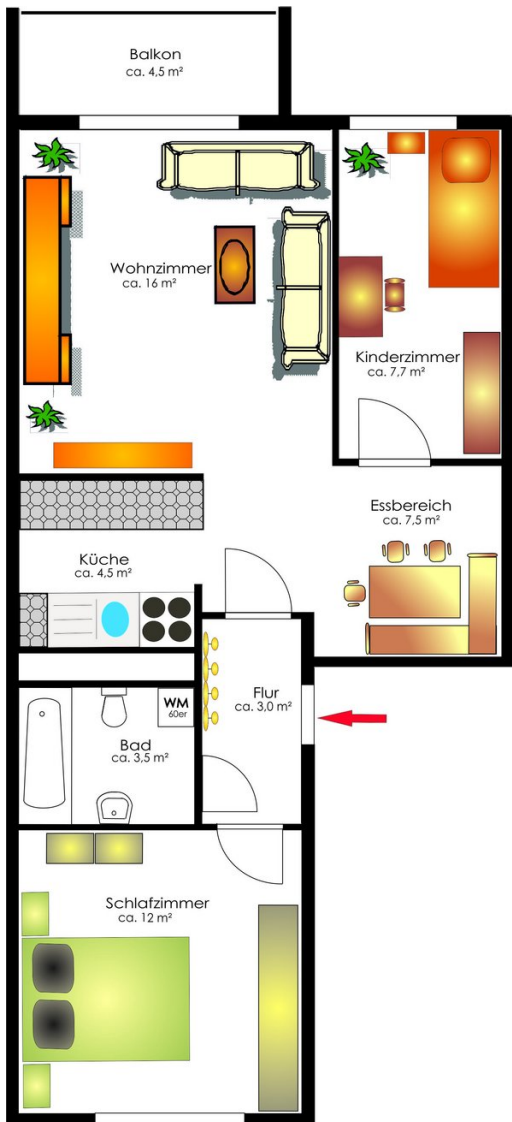 Balkon
ca. 4,5 m²
Wohnzimmer
ca. 16 m²
Kinderzimmer
ca. 7,7 m²
Essbereich
ca. 7,5 m²
Küche
ca. 4,5 m²
Flur
ca. 3,0 m²
WM
60er
Bad
ca. 3,5 m²
Schlafzimmer
ca. 12 m²